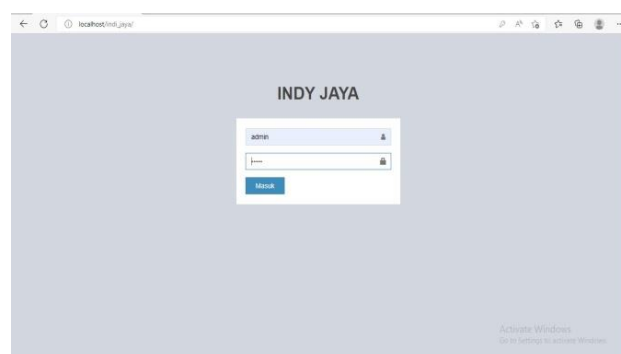 localhost/indi_jaya/
INDY JAYA
admin
Masuk
Activate Windows
Go to Settings to activate Windows.